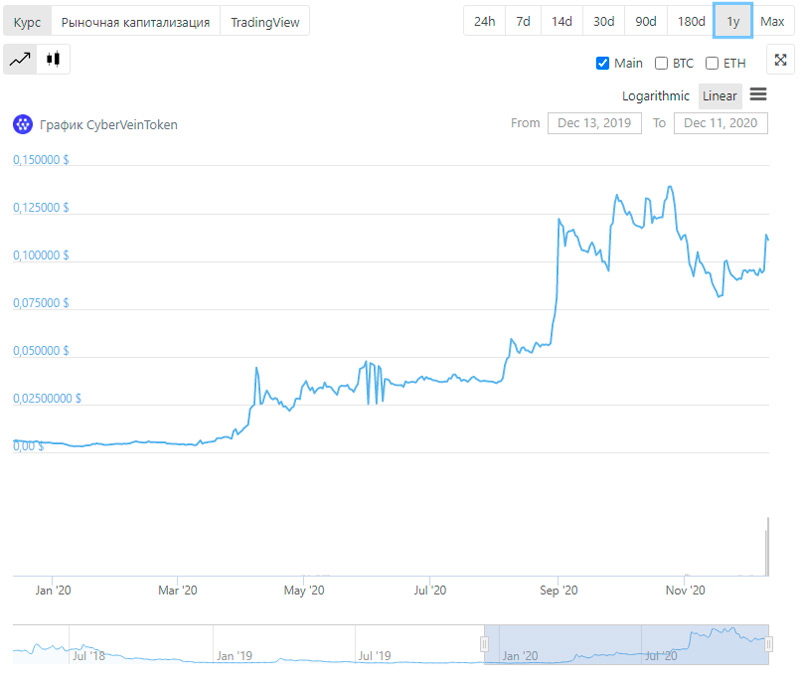 Курс Рыночная капитализация TradingView 24h 7d 14d 30d 90d 180d 1y Max
Main BTC ETH
Logarithmic Linear
График CyberVeinToken From Dec 13, 2019 To Dec 11, 2020
0,150000 $
0,125000 $
0,100000 $
0,075000 $
0,050000 $
0,02500000 $
0,00 $
Jan '20 Mar '20 May '20 Jul '20 Sep '20 Nov '20
Jul '18 Jan '19 Jul '19 Jan '20 Jul '20